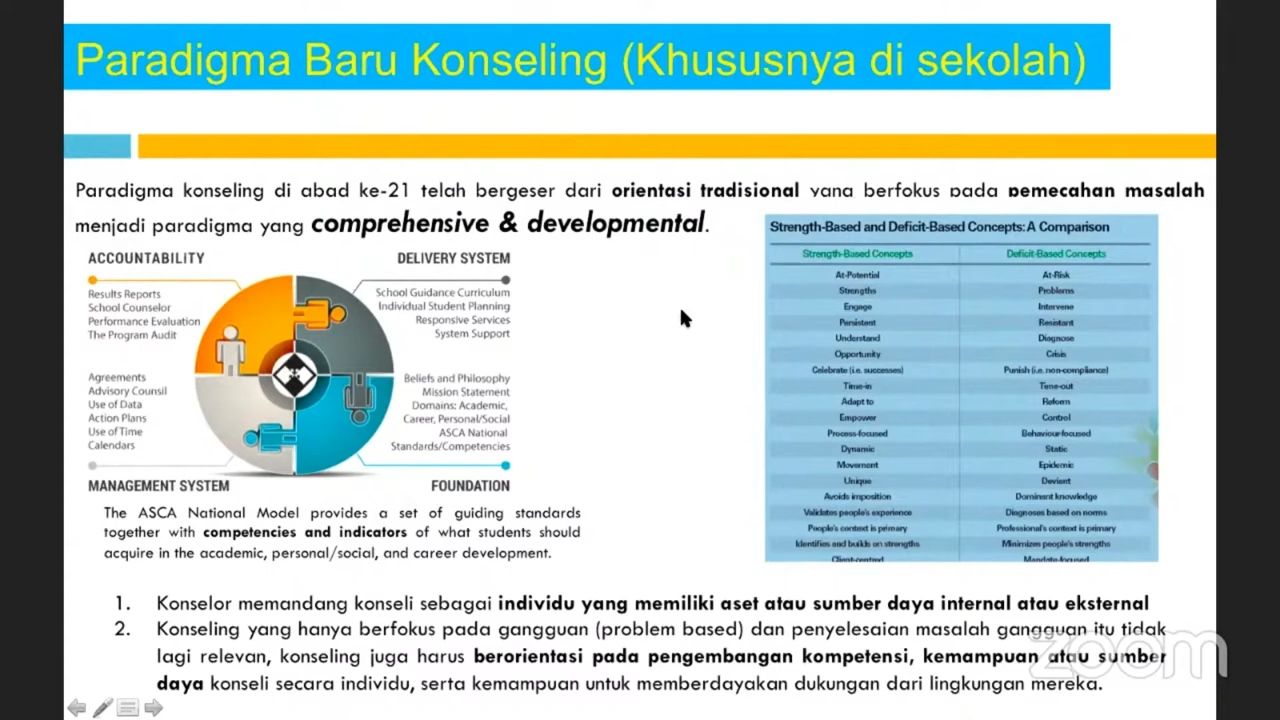 Paradigma Baru Konseling (Khususnya di sekolah)
Paradigma konseling di abad ke-21 telah bergeser dari orientasi tradisional yang berfokus pada pemecahan masalah
menjadi paradigma yang comprehensive & developmental.
ACCOUNTABILITY
Results Reports
School Counselor
Performance Evaluation
The Program Audit
DELIVERY SYSTEM
School Guidance Curriculum
Individual Student Planning
Responsive Services
System Support
Agreements
Advisory Counsil
Use of Data
Action Plans
Use of Time
Calendars
MANAGEMENT SYSTEM
Beliefs and Philosophy
Mission Statement
Domains: Academic,
Career, Personal/Social
ASCA National
Standards/Competencies
FOUNDATION
The ASCA National Model provides a set of guiding standards
together with competencies and indicators of what students should
acquire in the academic, personal/social, and career development.
Strength-Based and Deficit-Based Concepts: A Comparison
Strength-Based Concepts Deficit-Based Concepts
At-Potential At-Risk
Strengths Problems
Engage Intervene
Persistent Resistant
Understand Diagnose
Opportunity Crisis
Celebrate (i.e. successes) Punish (i.e. non-compliance)
Time-in Time-out
Adapt to Reform
Empower Control
Process-focused Behaviour-focused
Dynamic Static
Movement Epidemic
Unique Deviant
Avoids imposition Dominant knowledge
Validates people's experience Diagnoses based on norms
People's context is primary Professional's context is primary
Identifies and builds on strengths Minimizes people's strengths
Client-centred Mandate-focused
1. Konselor memandang konseli sebagai individu yang memiliki aset atau sumber daya internal atau eksternal
2. Konseling yang hanya berfokus pada gangguan (problem based) dan penyelesaian masalah gangguan itu tidak
lagi relevan, konseling juga harus berorientasi pada pengembangan kompetensi, kemampuan atau sumber
daya konseli secara individu, serta kemampuan untuk memberdayakan dukungan dari lingkungan mereka.
zoom